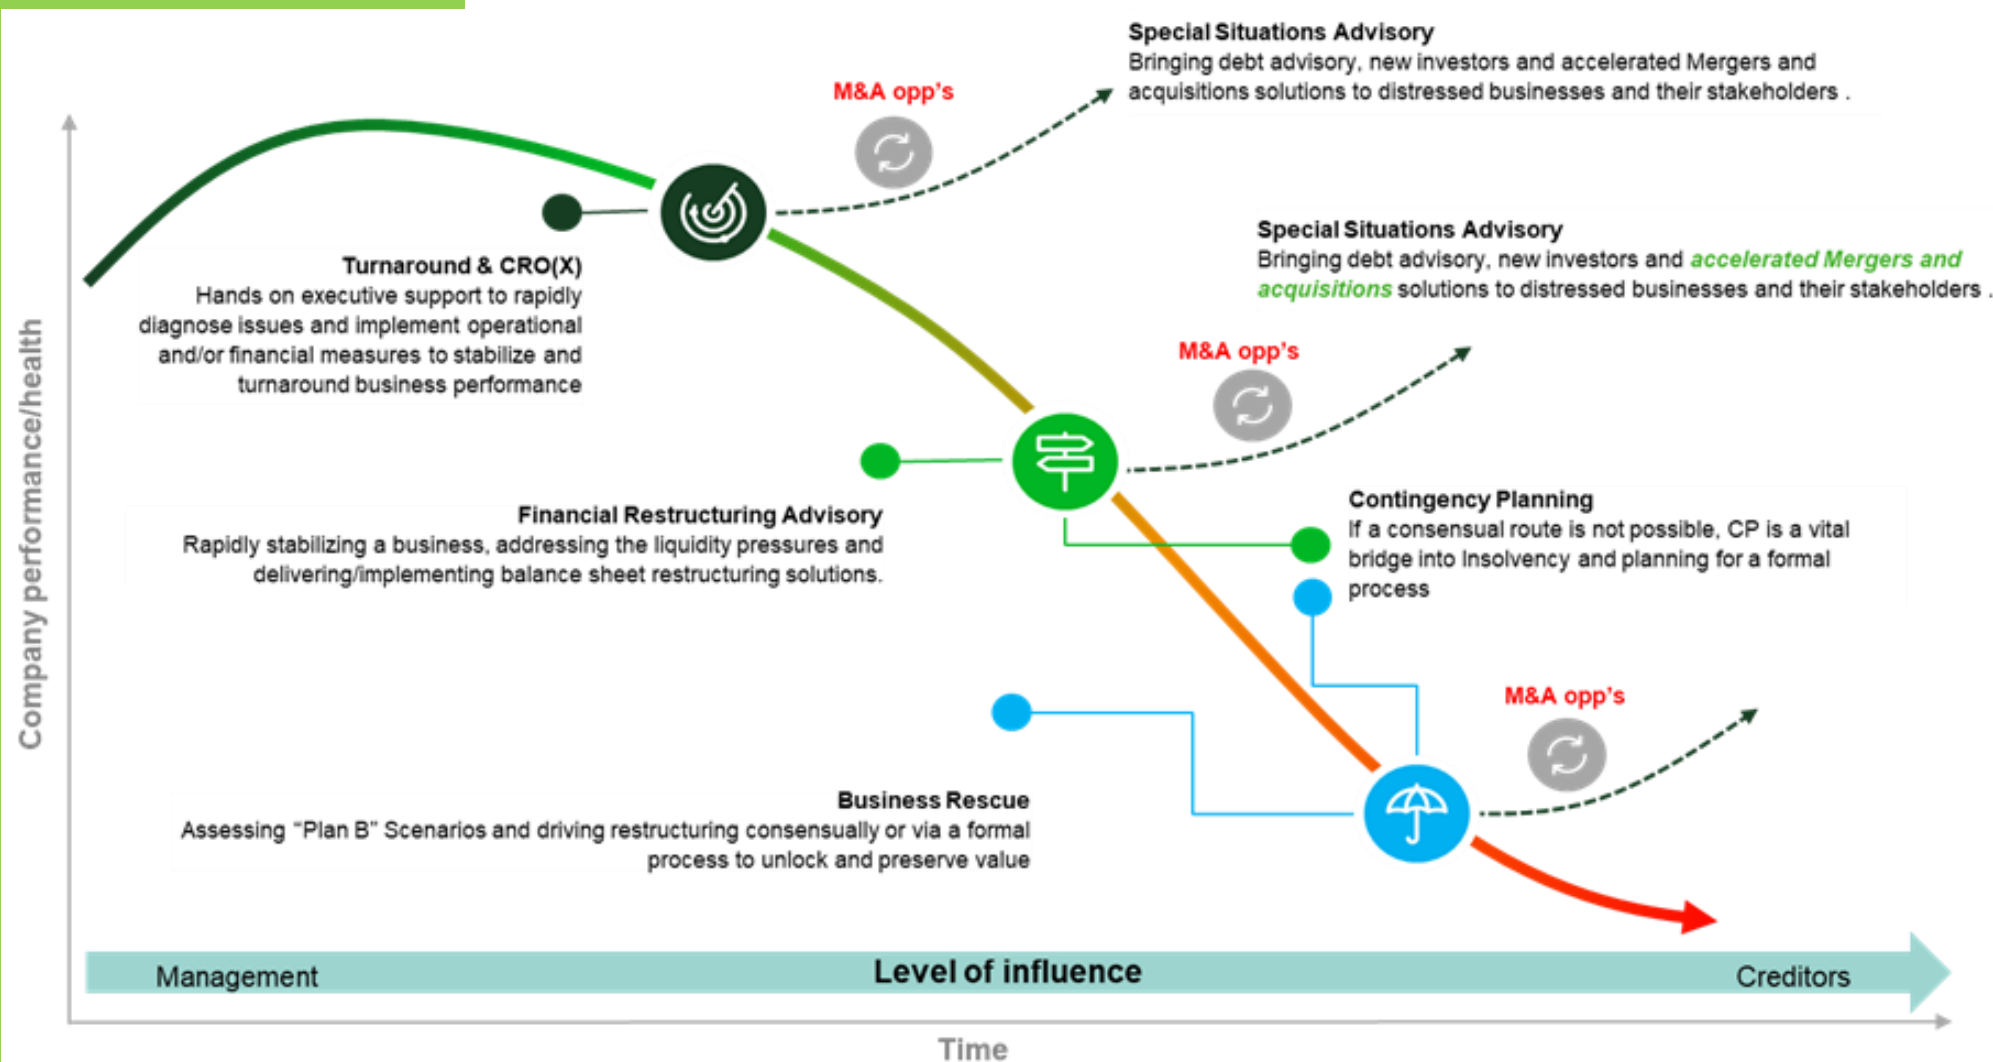 Special Situations Advisory
Bringing debt advisory, new investors and accelerated Mergers and
acquisitions solutions to distressed businesses and their stakeholders .
M&A opp's
Special Situations Advisory
Bringing debt advisory, new investors and accelerated Mergers and
acquisitions solutions to distressed businesses and their stakeholders .
M&A opp's
Turnaround & CRO(X)
Hands on executive support to rapidly
diagnose issues and implement operational
and/or financial measures to stabilize and
turnaround business performance
Company performance/health
Financial Restructuring Advisory
Rapidly stabilizing a business, addressing the liquidity pressures and
delivering/implementing balance sheet restructuring solutions.
Contingency Planning
If a consensual route is not possible, CP is a vital
bridge into Insolvency and planning for a formal
process
M&A opp's
Business Rescue
Assessing “Plan B” Scenarios and driving restructuring consensually or via a formal
process to unlock and preserve value
Management
Level of influence
Creditors
Time